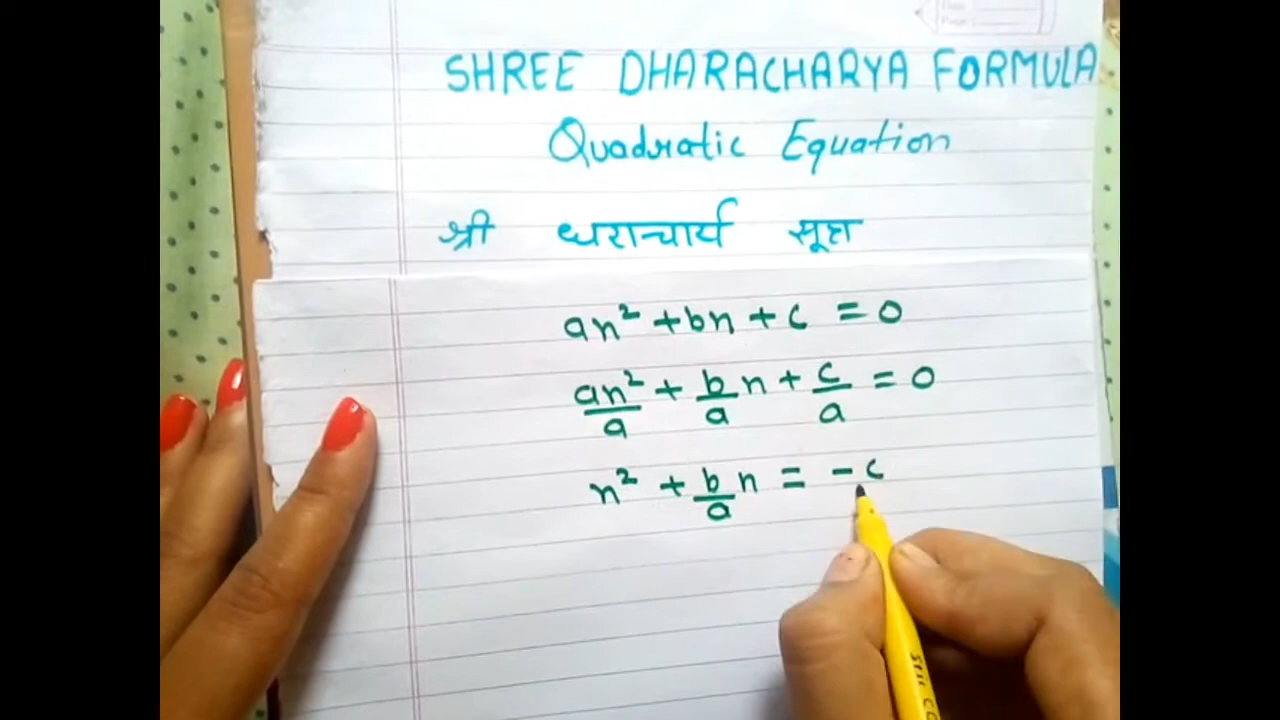 SHREE DHARACHARYA FORMULA
Quadratic Equation
श्री धराचार्य सूत्र
an² + bn + c = 0
an²/a + b/a n + c/a = 0
n² + b/a n = -c